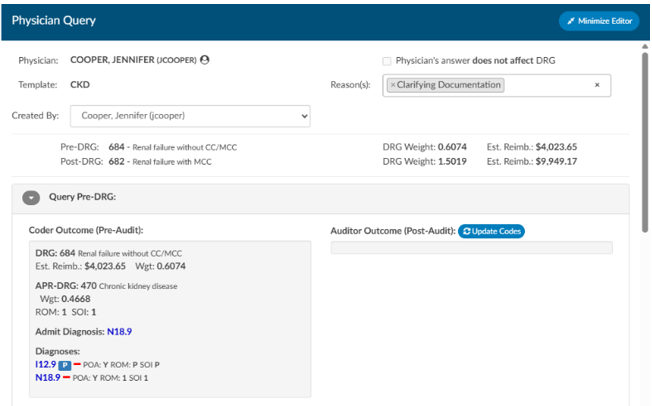 Physician Query
Minimize Editor
Physician: COOPER, JENNIFER (JCOOPER)
Physician's answer does not affect DRG
Template: CKD
Reason(s): × Clarifying Documentation ×
Created By: Cooper, Jennifer (jcooper)
Pre-DRG: 684 - Renal failure without CC/MCC DRG Weight: 0.6074 Est. Reimb.: $4,023.65
Post-DRG: 682 - Renal failure with MCC DRG Weight: 1.5019 Est. Reimb.: $9,949.17
Query Pre-DRG:
Coder Outcome (Pre-Audit):
DRG: 684 Renal failure without CC/MCC
Est. Reimb.: $4,023.65 Wgt: 0.6074
APR-DRG: 470 Chronic kidney disease
Wgt: 0.4668
ROM: 1 SOI: 1
Admit Diagnosis: N18.9
Diagnoses:
I12.9 P POA: Y ROM: P SOI P
N18.9 POA: Y ROM: 1 SOI 1
Auditor Outcome (Post-Audit): Update Codes